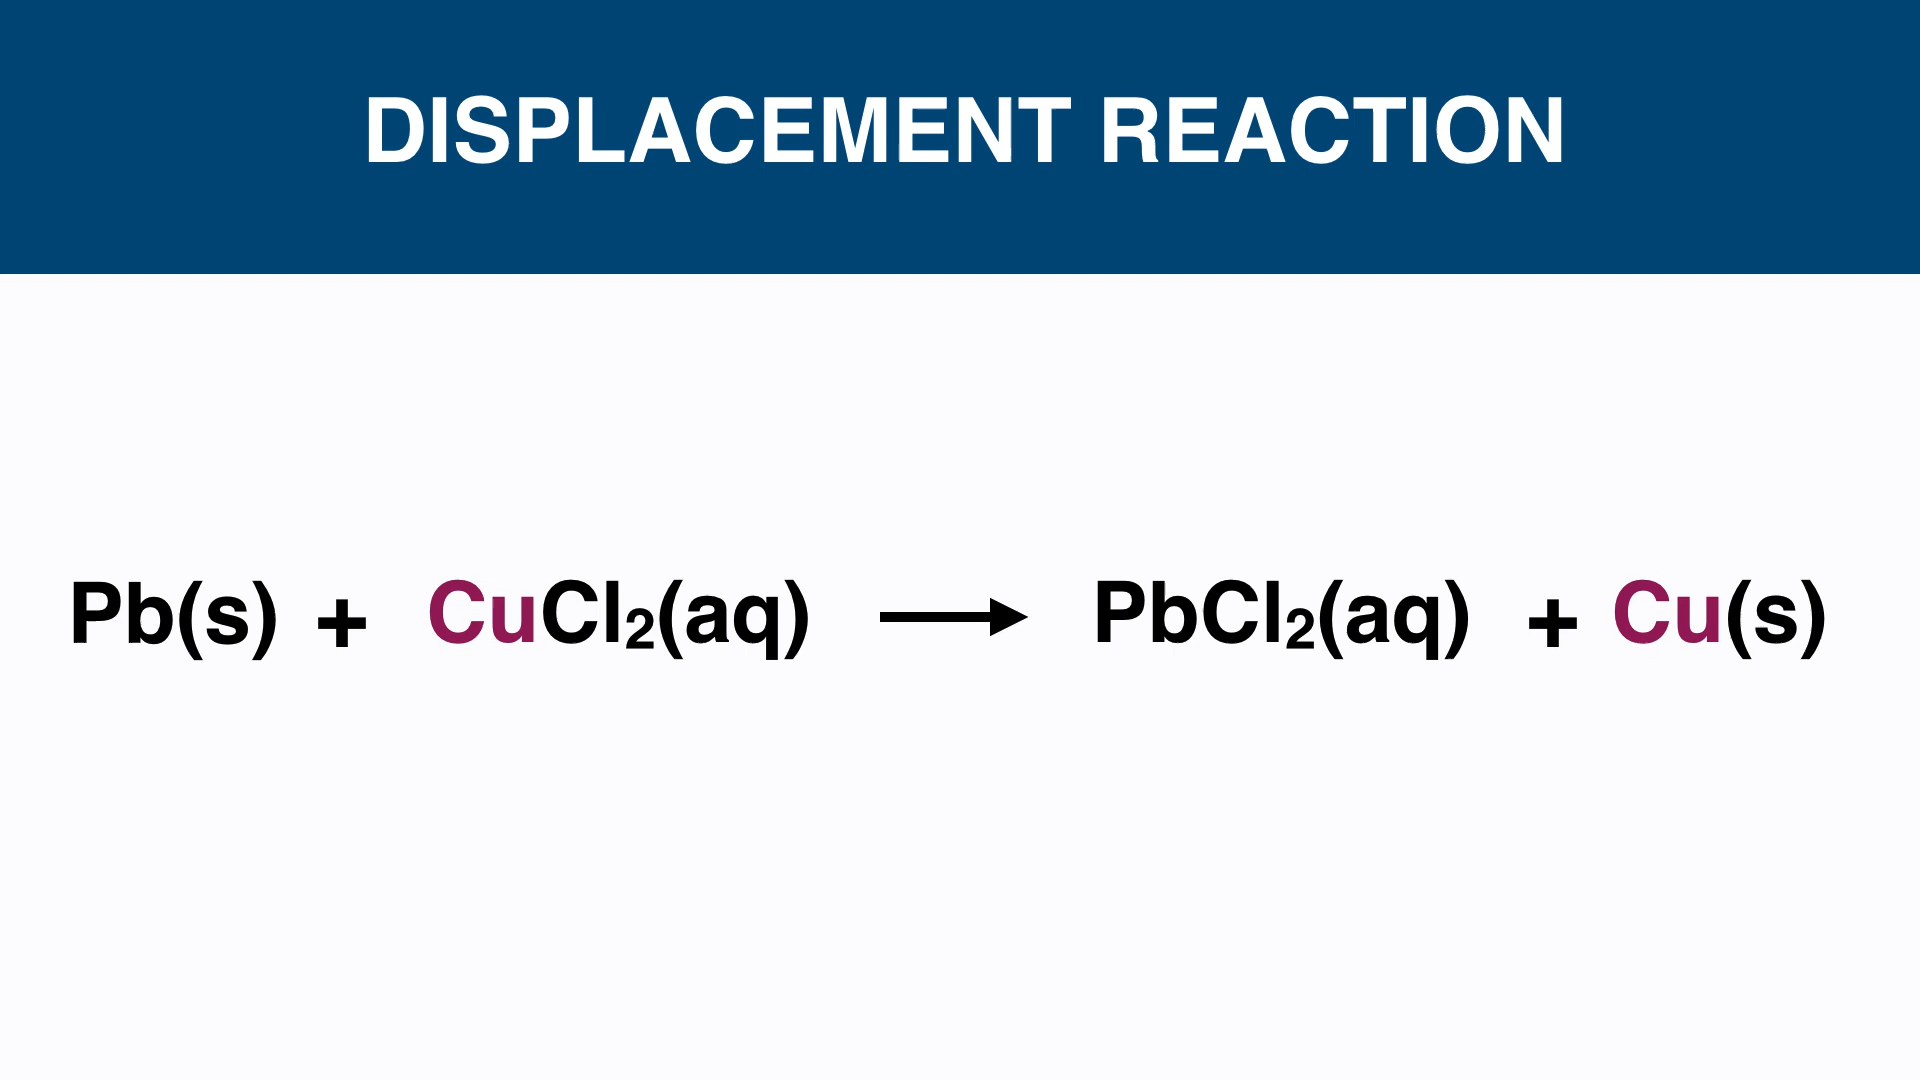 DISPLACEMENT REACTION
Pb(s) + CuCl₂(aq) ⟶ PbCl₂(aq) + Cu(s)